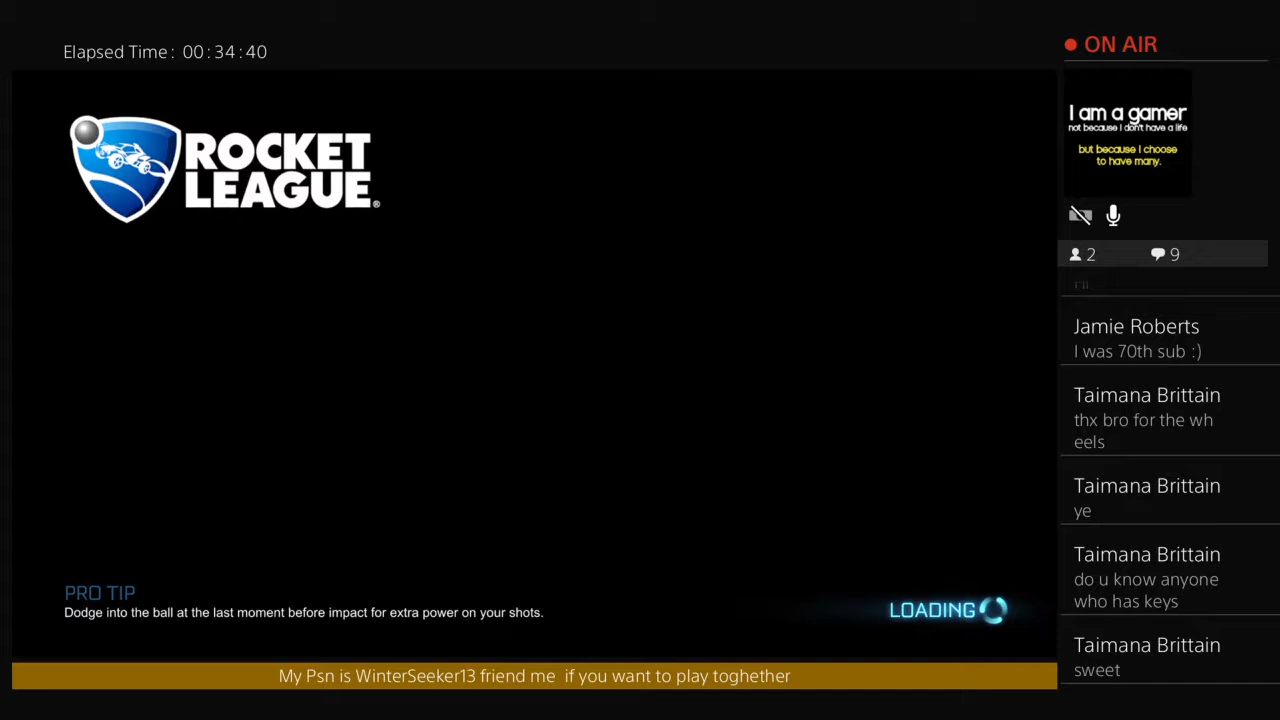 Elapsed Time: 00:34:40
ON AIR
ROCKET
LEAGUE®
I am a gamer
not because I don't have a life
but because I choose
to have many.
2
9
Jamie Roberts
I was 70th sub :)
Taimana Brittain
thx bro for the wh
eels
Taimana Brittain
ye
Taimana Brittain
do u know anyone
who has keys
Taimana Brittain
sweet
PRO TIP
Dodge into the ball at the last moment before impact for extra power on your shots.
LOADING
My Psn is WinterSeeker13 friend me  if you want to play toghether